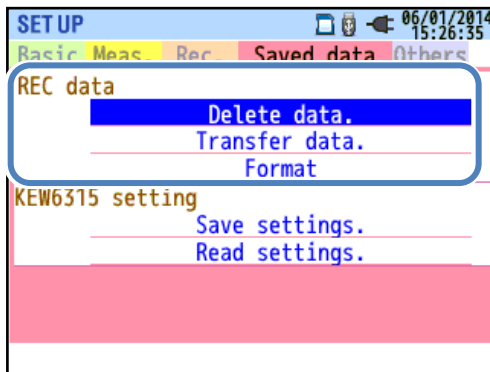 SET UP 06/01/2014
15:26:35
Basic Meas. Rec. Saved data Others
REC data
Delete data.
Transfer data.
Format
KEW6315 setting
Save settings.
Read settings.